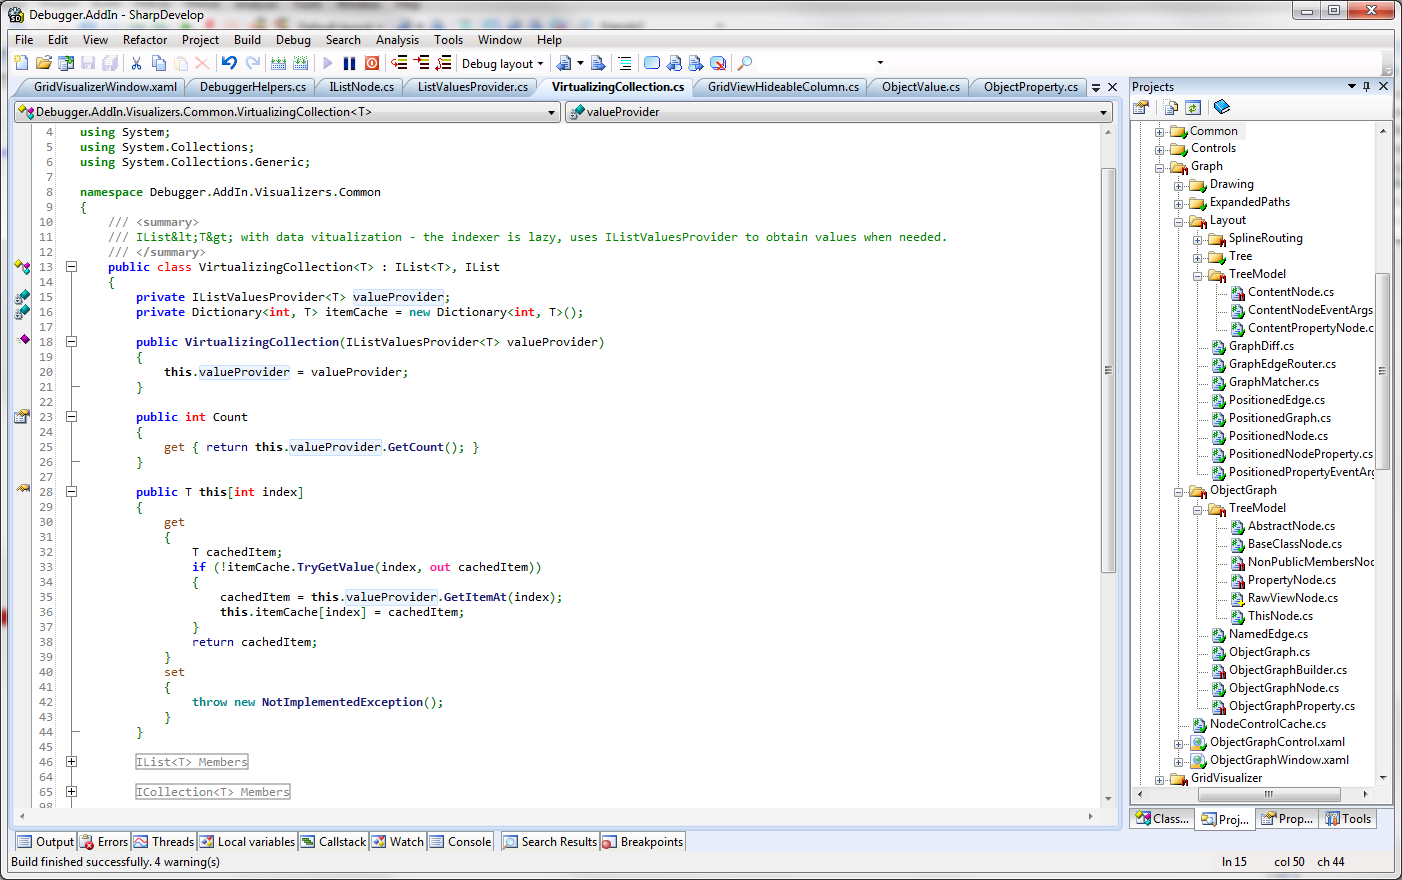 Debugger.AddIn - SharpDevelop
File Edit View Refactor Project Build Debug Search Analysis Tools Window Help
Debug layout
GridVisualizerWindow.xaml DebuggerHelpers.cs IListNode.cs ListValuesProvider.cs VirtualizingCollection.cs GridViewHideableColumn.cs ObjectValue.cs ObjectProperty.cs
Debugger.AddIn.Visualizers.Common.VirtualizingCollection<T> valueProvider
4 using System;
5 using System.Collections;
6 using System.Collections.Generic;
7
8 namespace Debugger.AddIn.Visualizers.Common
9 {
10 /// <summary>
11 /// IList&lt;T&gt; with data vitualization - the indexer is lazy, uses IListValuesProvider to obtain values when needed.
12 /// </summary>
13 public class VirtualizingCollection<T> : IList<T>, IList
14 {
15 private IListValuesProvider<T> valueProvider;
16 private Dictionary<int, T> itemCache = new Dictionary<int, T>();
17
18 public VirtualizingCollection(IListValuesProvider<T> valueProvider)
19 {
20 this.valueProvider = valueProvider;
21 }
22
23 public int Count
24 {
25 get { return this.valueProvider.GetCount(); }
26 }
27
28 public T this[int index]
29 {
30 get
31 {
32 T cachedItem;
33 if (!itemCache.TryGetValue(index, out cachedItem))
34 {
35 cachedItem = this.valueProvider.GetItemAt(index);
36 this.itemCache[index] = cachedItem;
37 }
38 return cachedItem;
39 }
40 set
41 {
42 throw new NotImplementedException();
43 }
44 }
45
46 IList<T> Members
64
65 ICollection<T> Members
98
Projects
Common
Controls
Graph
Drawing
ExpandedPaths
Layout
SplineRouting
Tree
TreeModel
ContentNode.cs
ContentNodeEventArgs
ContentPropertyNode.c
GraphDiff.cs
GraphEdgeRouter.cs
GraphMatcher.cs
PositionedEdge.cs
PositionedGraph.cs
PositionedNode.cs
PositionedNodeProperty.cs
PositionedPropertyEventArg
ObjectGraph
TreeModel
AbstractNode.cs
BaseClassNode.cs
NonPublicMembersNoc
PropertyNode.cs
RawViewNode.cs
ThisNode.cs
NamedEdge.cs
ObjectGraph.cs
ObjectGraphBuilder.cs
ObjectGraphNode.cs
ObjectGraphProperty.cs
NodeControlCache.cs
ObjectGraphControl.xaml
ObjectGraphWindow.xaml
GridVisualizer
Class... Proj... Prop... Tools
Output Errors Threads Local variables Callstack Watch Console Search Results Breakpoints
Build finished successfully. 4 warning(s) ln 15 col 50 ch 44